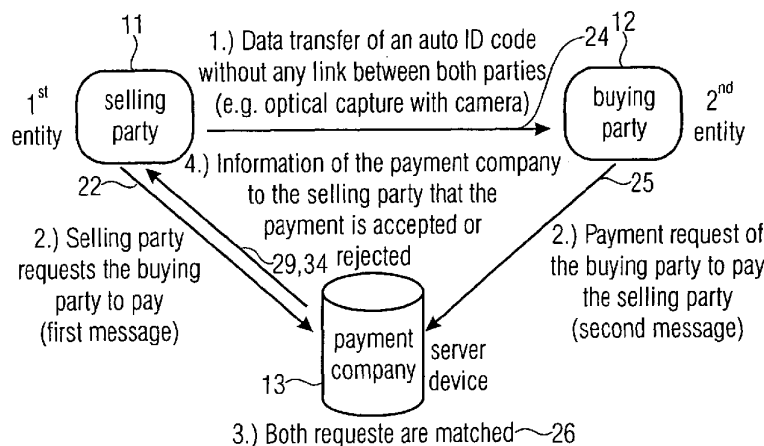 11
1.) Data transfer of an auto ID code
without any link between both parties
(e.g. optical capture with camera)
24
12
1st
entity
selling
party
buying
party
2nd
entity
22
4.) Information of the payment company
to the selling party that the
payment is accepted or
rejected
25
2.) Selling party
requests the buying
party to pay
(first message)
29,34
2.) Payment request of
the buying party to pay
the selling party
(second message)
payment
company
server
device
13
3.) Both requeste are matched
26